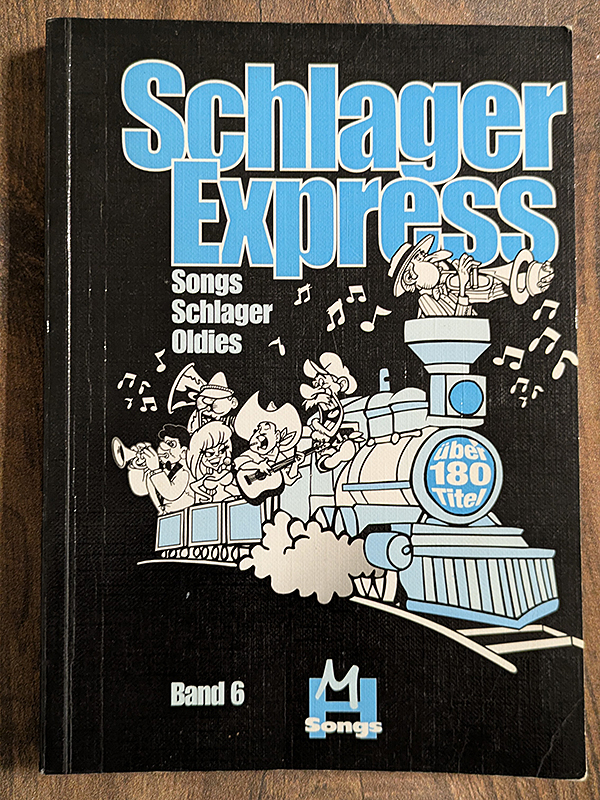 Schlager
Express
Songs
Schlager
Oldies
über
180
Titel
Band 6
MH
Songs